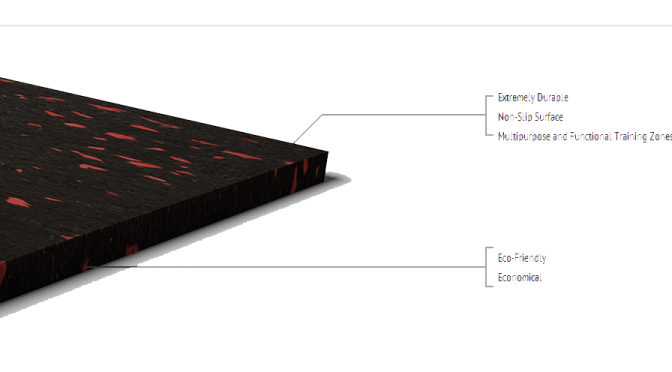 Extremely Durable
Non-Slip Surface
Multipurpose and Functional Training Zones
Eco-Friendly
Economical